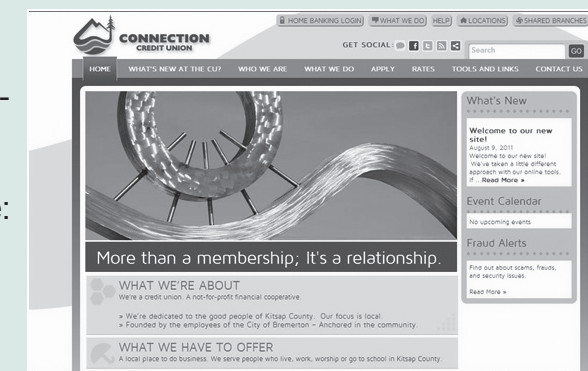 HOME BANKING LOGIN
WHAT WE DO
HELP
LOCATIONS
SHARED BRANCHES
CONNECTION
CREDIT UNION
GET SOCIAL:
Search
GO
HOME
WHAT'S NEW AT THE CU?
WHO WE ARE
WHAT WE DO
APPLY
RATES
TOOLS AND LINKS
CONTACT US
More than a membership; It's a relationship.
WHAT WE'RE ABOUT
We're a credit union. A not-for-profit financial cooperative.
» We're dedicated to the good people of Kitsap County. Our focus is local.
» Founded by the employees of the City of Bremerton – Anchored in the community.
WHAT WE HAVE TO OFFER
A local place to do business. We serve people who live, work, worship or go to school in Kitsap County.
What's New
Welcome to our new
site!
August 9, 2011
Welcome to our new site!
We've taken a little different
approach with our online tools.
If ...Read More »
Event Calendar
No upcoming events
Fraud Alerts
Find out about scams, frauds,
and security issues.
Read More »